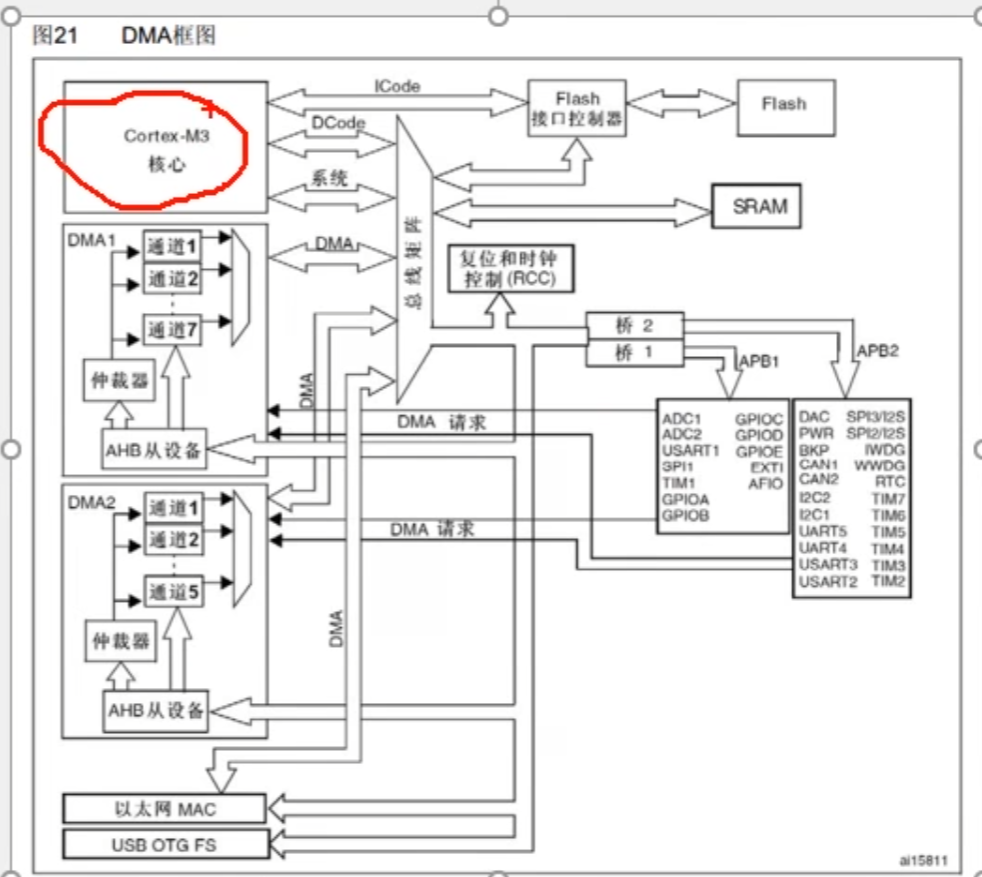 图21 DMA框图
Cortex-M3
核心
ICode
DCode
系统
DMA
总线矩阵
Flash
接口控制器
Flash
SRAM
复位和时钟
控制(RCC)
桥 2
桥 1
APB1
APB2
DMA1
通道1
通道2
通道7
仲裁器
AHB从设备
DMA
DMA 请求
ADC1 GPIOC
ADC2 GPIOD
USART1 GPIOE
SPI1 EXTI
TIM1 AFIO
GPIOA
GPIOB
DAC SPI3/I2S
PWR SPI2/I2S
BKP IWDG
CAN1 WWDG
CAN2 RTC
I2C2 TIM7
I2C1 TIM6
UART5 TIM5
UART4 TIM4
USART3 TIM3
USART2 TIM2
DMA2
通道1
通道2
通道5
仲裁器
AHB从设备
DMA 请求
DMA
以太网 MAC
USB OTG FS
ai15811